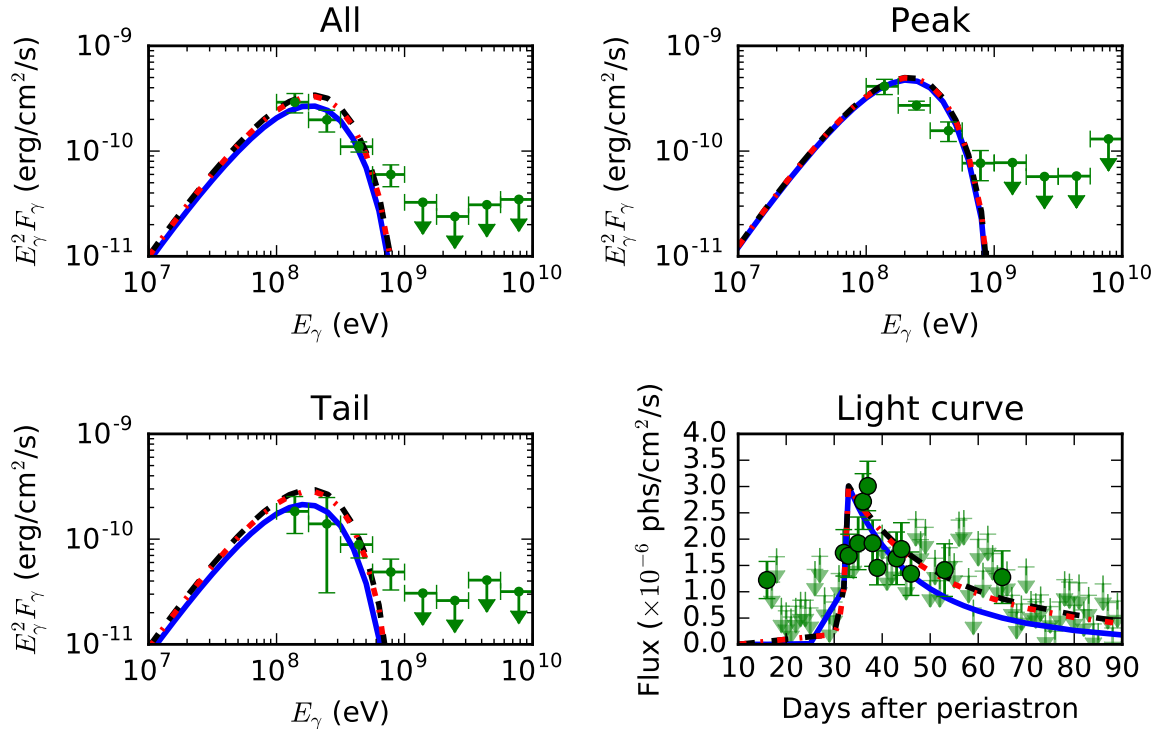 All
Peak
E_γ^2 F_γ (erg/cm^2/s)
10^-9
10^-10
10^-11
10^7 10^8 10^9 10^10
E_γ (eV)
E_γ^2 F_γ (erg/cm^2/s)
10^-9
10^-10
10^-11
10^7 10^8 10^9 10^10
E_γ (eV)
Tail
Light curve
E_γ^2 F_γ (erg/cm^2/s)
10^-9
10^-10
10^-11
10^7 10^8 10^9 10^10
E_γ (eV)
Flux (×10^-6 phs/cm^2/s)
4.0
3.5
3.0
2.5
2.0
1.5
1.0
0.5
0.0
10 20 30 40 50 60 70 80 90
Days after periastron